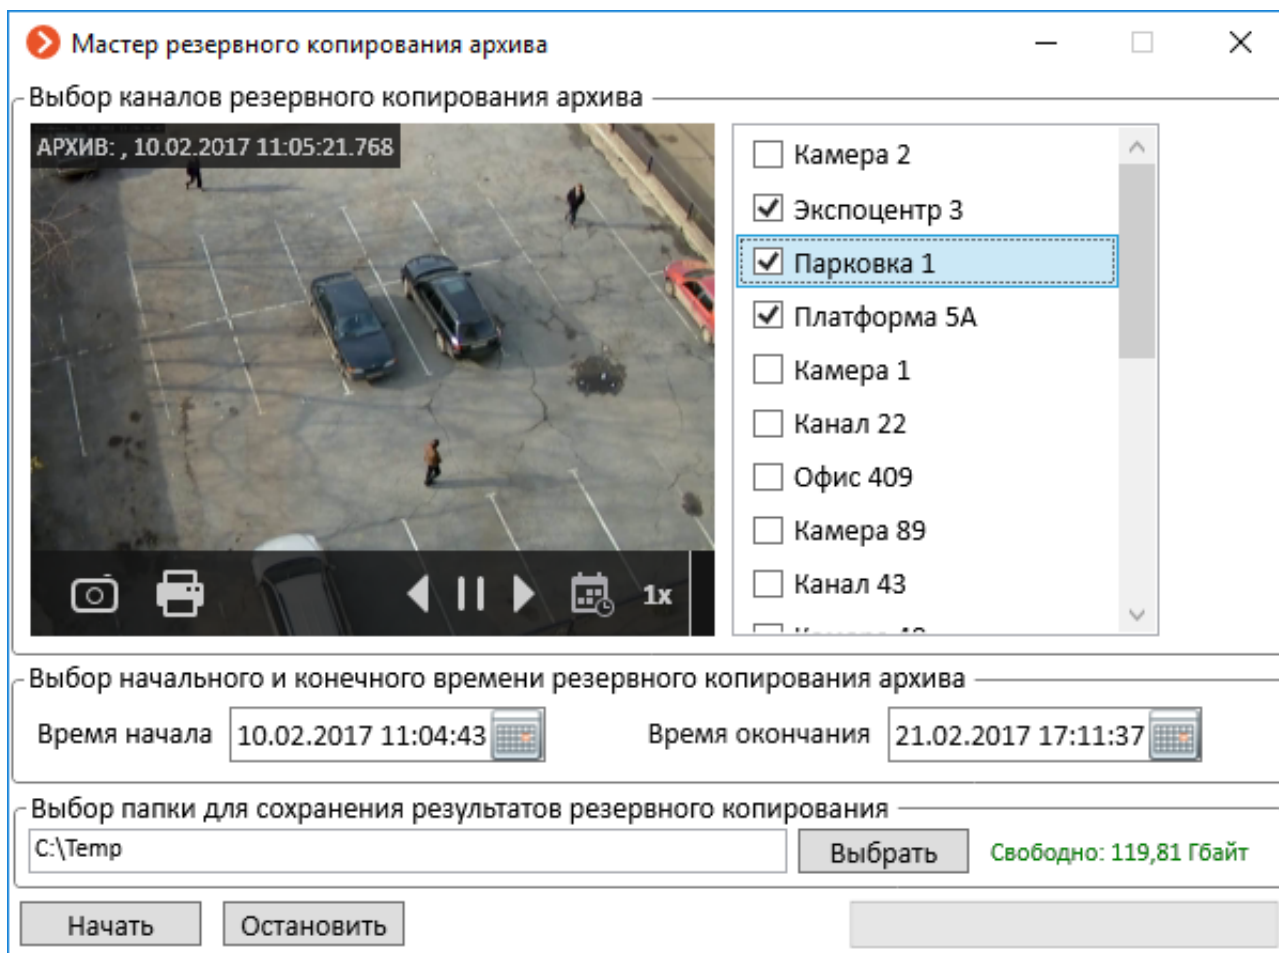 Мастер резервного копирования архива
Выбор каналов резервного копирования архива
АРХИВ: , 10.02.2017 11:05:21.768
Камера 2
Экспоцентр 3
Парковка 1
Платформа 5А
Камера 1
Канал 22
Офис 409
Камера 89
Канал 43
1x
Выбор начального и конечного времени резервного копирования архива
Время начала 10.02.2017 11:04:43 Время окончания 21.02.2017 17:11:37
Выбор папки для сохранения результатов резервного копирования
C:\Temp Выбрать Свободно: 119,81 Гбайт
Начать Остановить